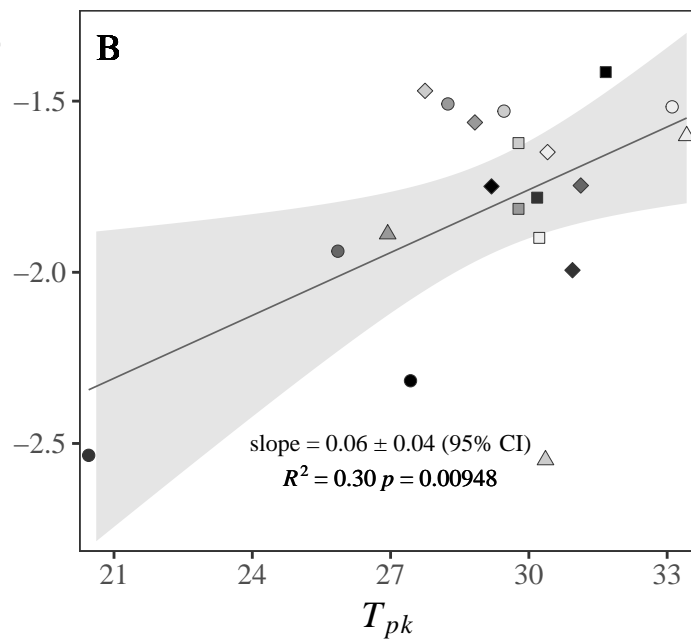 B
−1.5
−2.0
−2.5
slope = 0.06 ± 0.04 (95% CI)
R² = 0.30 p = 0.00948
21 24 27 30 33
T_pk